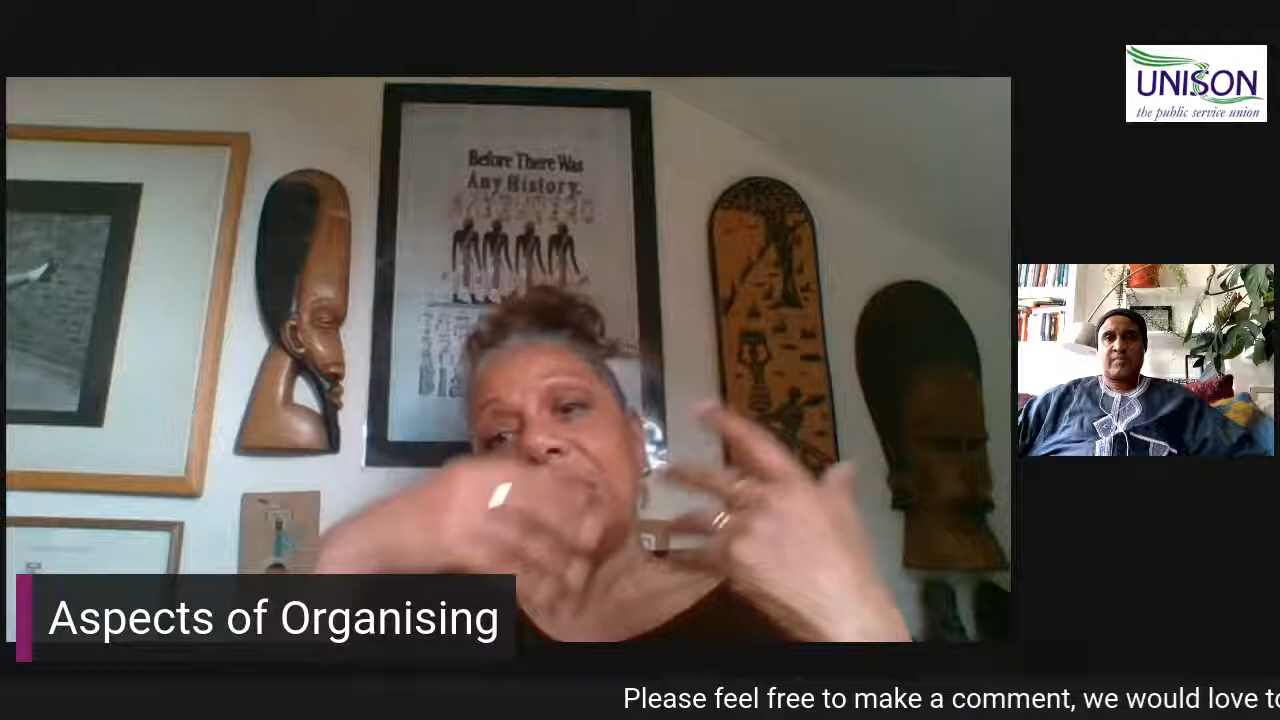 UNISON
the public service union
Before There Was
Any History.
Aspects of Organising
Please feel free to make a comment, we would love to